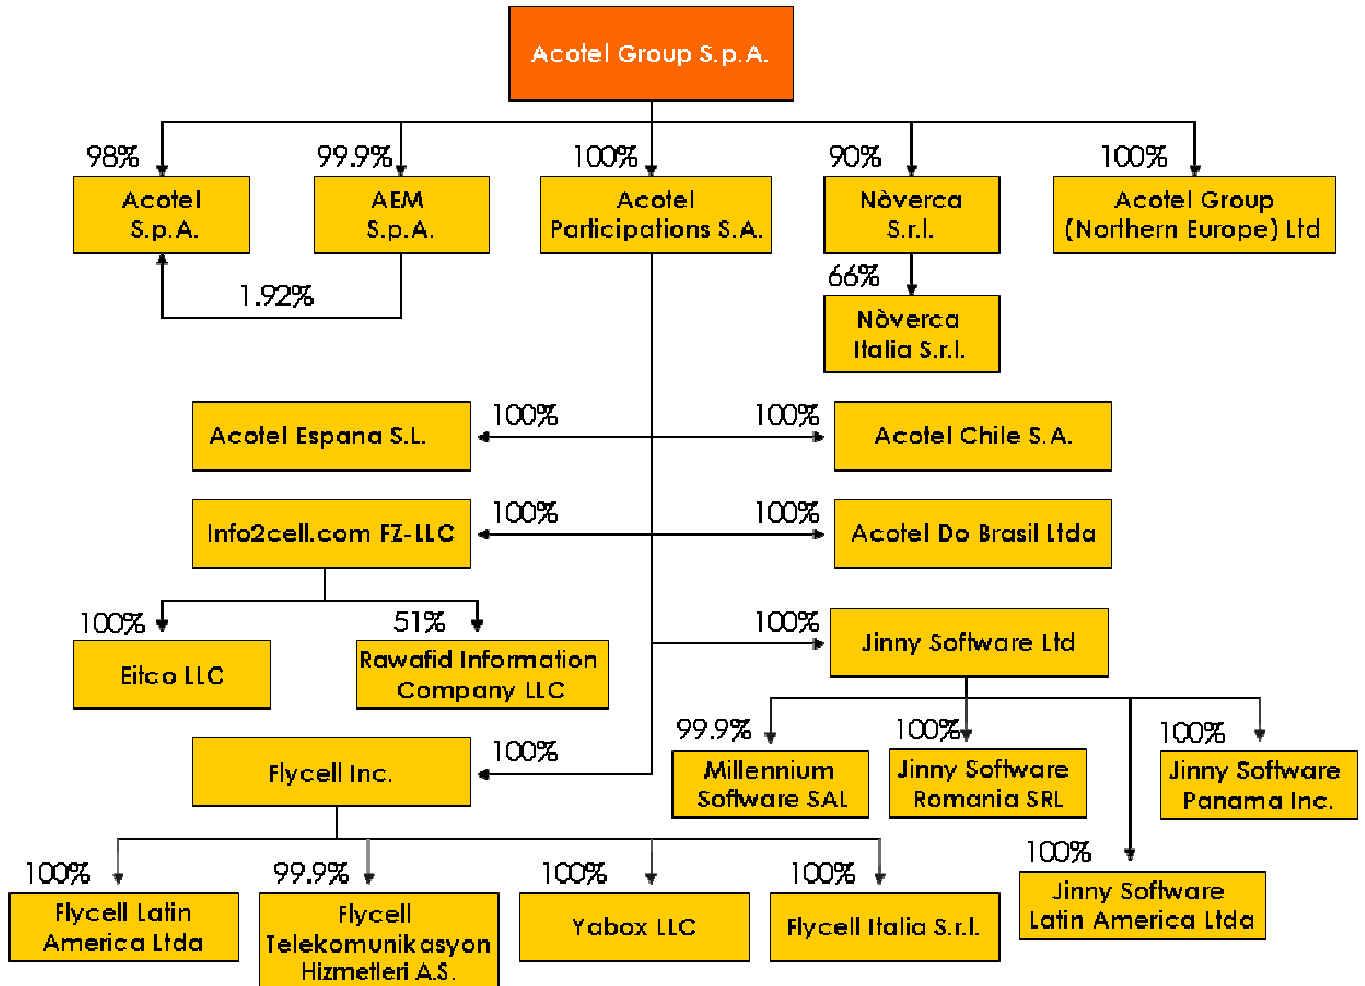 Acotel Group S.p.A.
98%
99.9%
100%
90%
100%
Acotel
S.p.A.
AEM
S.p.A.
Acotel
Participations S.A.
Nòverca
S.r.l.
Acotel Group
(Northern Europe) Ltd
1.92%
66%
Nòverca
Italia S.r.l.
100%
100%
Acotel Espana S.L.
Acotel Chile S.A.
100%
100%
Info2cell.com FZ-LLC
Acotel Do Brasil Ltda
100%
51%
100%
Eitco LLC
Rawafid Information
Company LLC
Jinny Software Ltd
100%
Flycell Inc.
99.9%
100%
100%
Millennium
Software SAL
Jinny Software
Romania SRL
Jinny Software
Panama Inc.
100%
99.9%
100%
100%
100%
Flycell Latin
America Ltda
Flycell
Telekomunikasyon
Hizmetleri A.S.
Yabox LLC
Flycell Italia S.r.l.
Jinny Software
Latin America Ltda